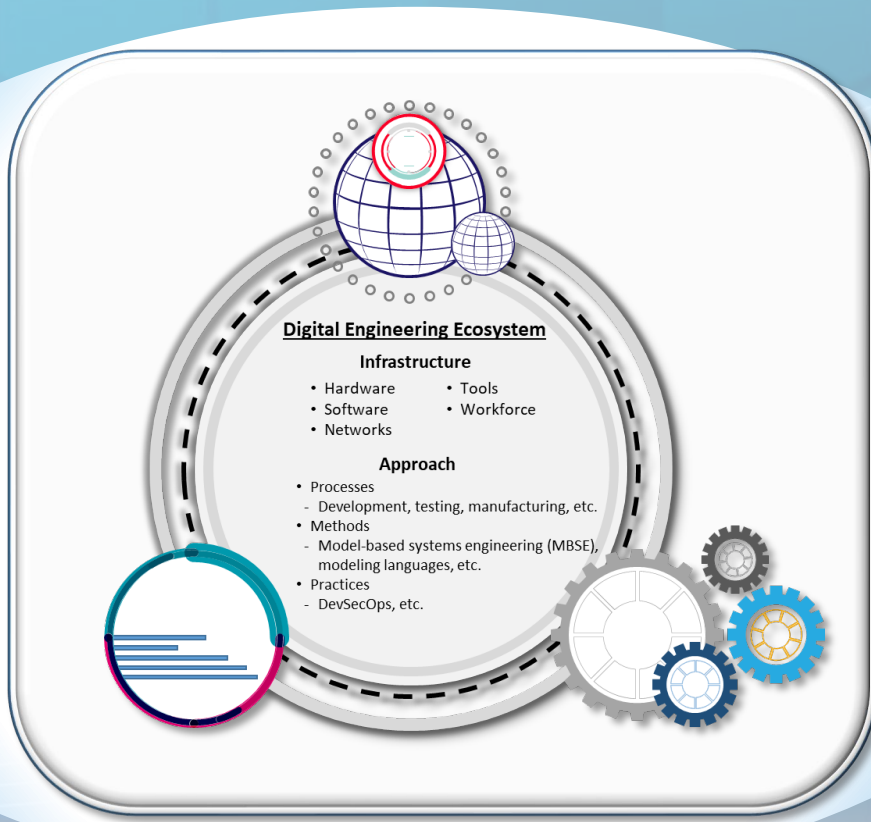 Digital Engineering Ecosystem
Infrastructure
• Hardware
• Software
• Networks
• Tools
• Workforce
Approach
• Processes
- Development, testing, manufacturing, etc.
• Methods
- Model-based systems engineering (MBSE),
modeling languages, etc.
• Practices
- DevSecOps, etc.